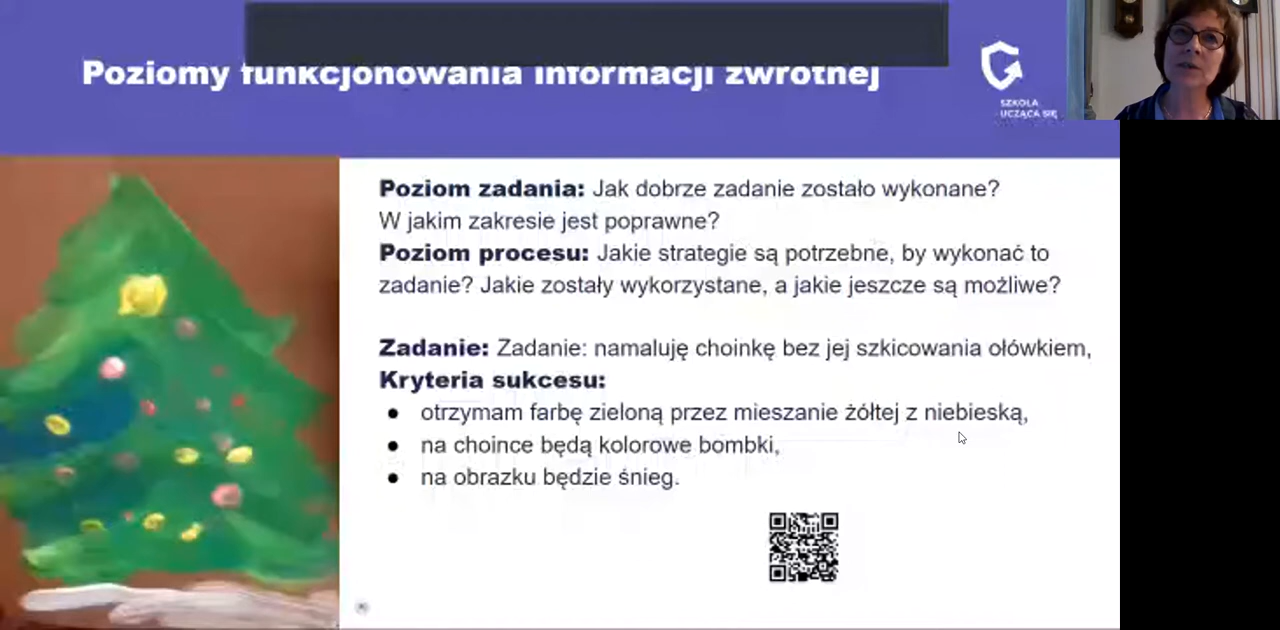 Poziomy funkcjonowania informacji zwrotnej
SZKOŁA
UCZĄCA SIĘ
Poziom zadania: Jak dobrze zadanie zostało wykonane?
W jakim zakresie jest poprawne?
Poziom procesu: Jakie strategie są potrzebne, by wykonać to
zadanie? Jakie zostały wykorzystane, a jakie jeszcze są możliwe?
Zadanie: Zadanie: namaluję choinkę bez jej szkicowania ołówkiem,
Kryteria sukcesu:
● otrzymam farbę zieloną przez mieszanie żółtej z niebieską,
● na choince będą kolorowe bombki,
● na obrazku będzie śnieg.